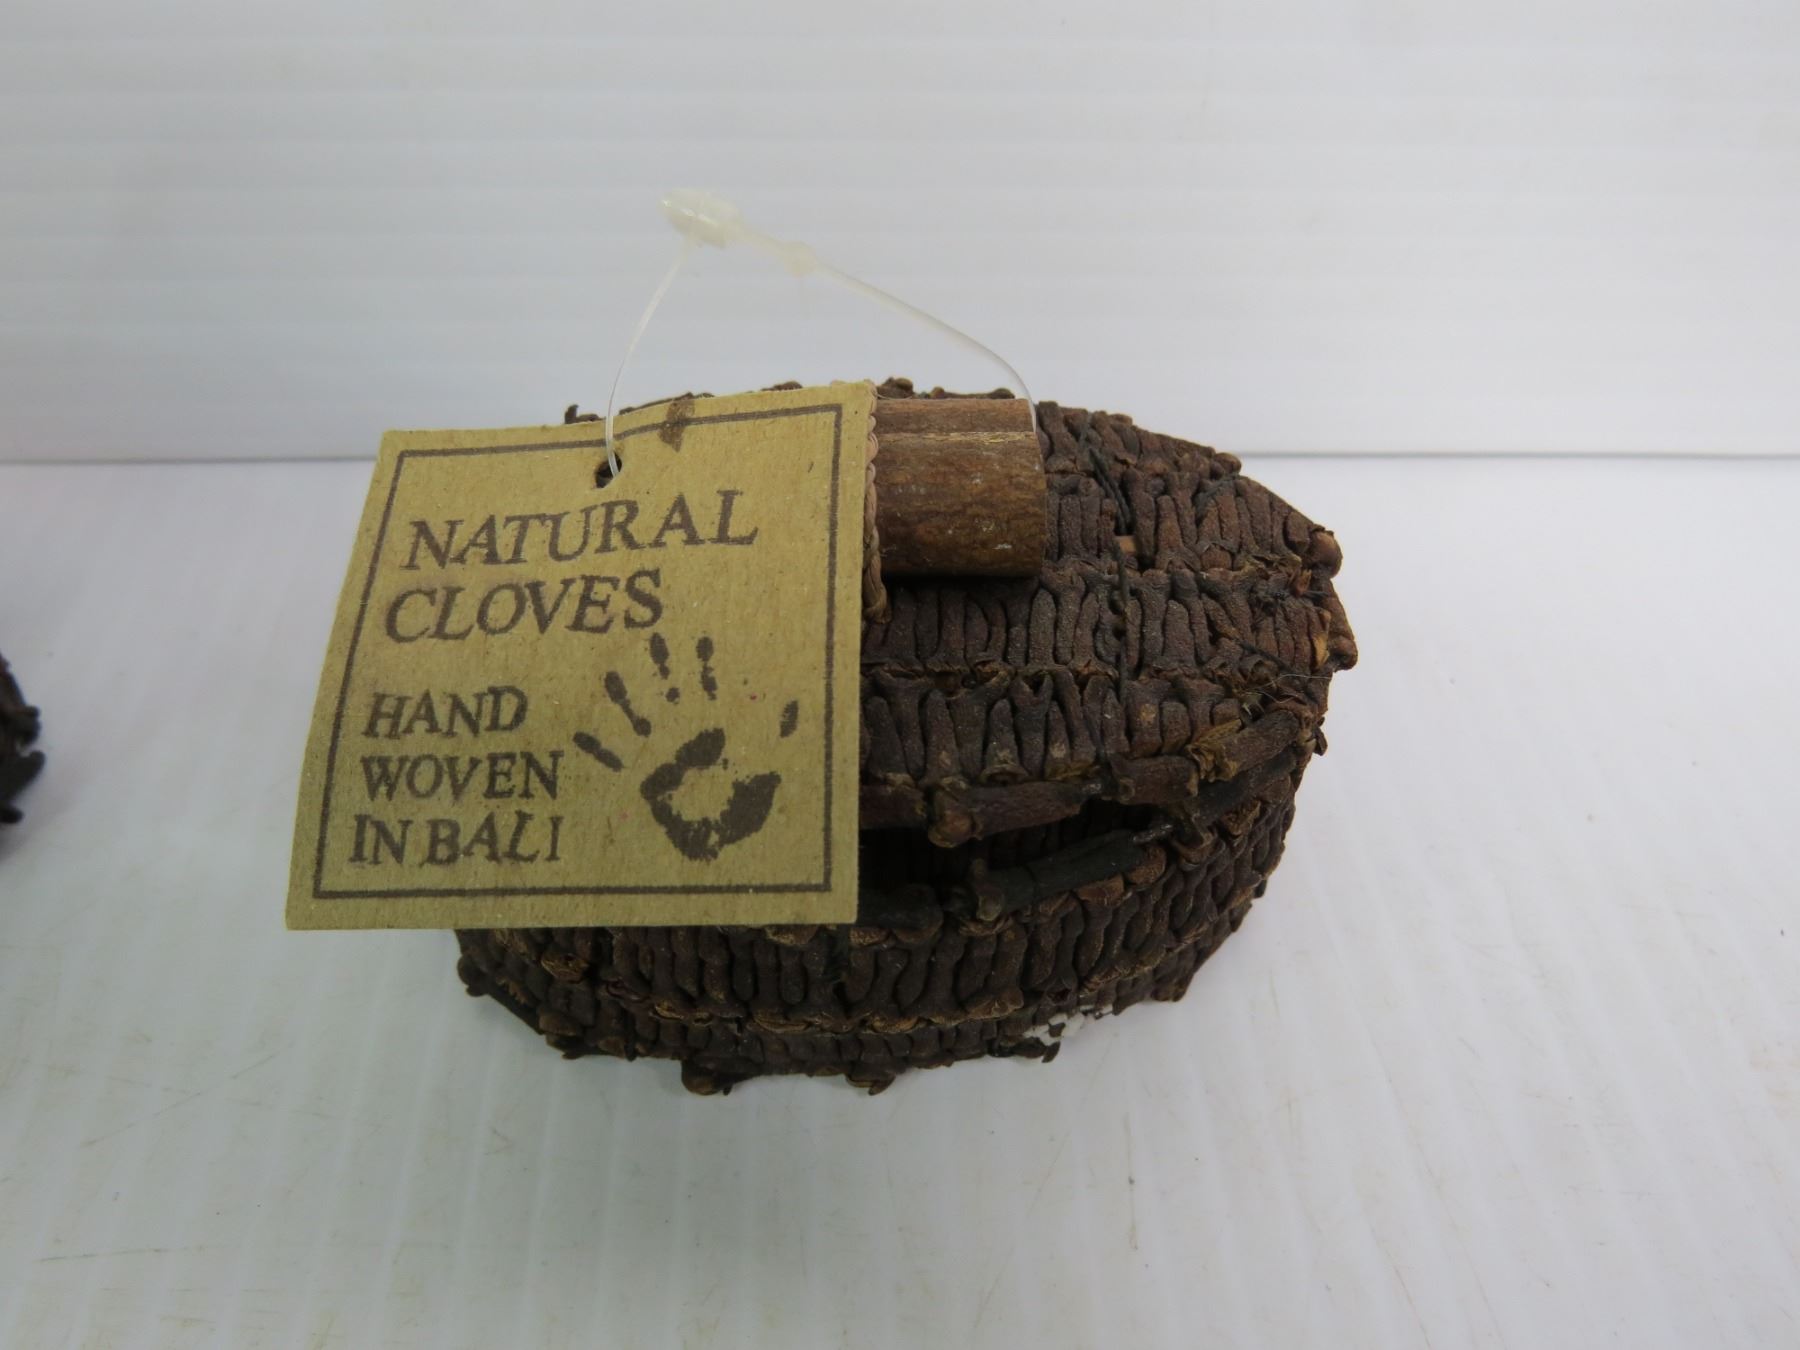 NATURAL
CLOVES
HAND
WOVEN
IN BALI